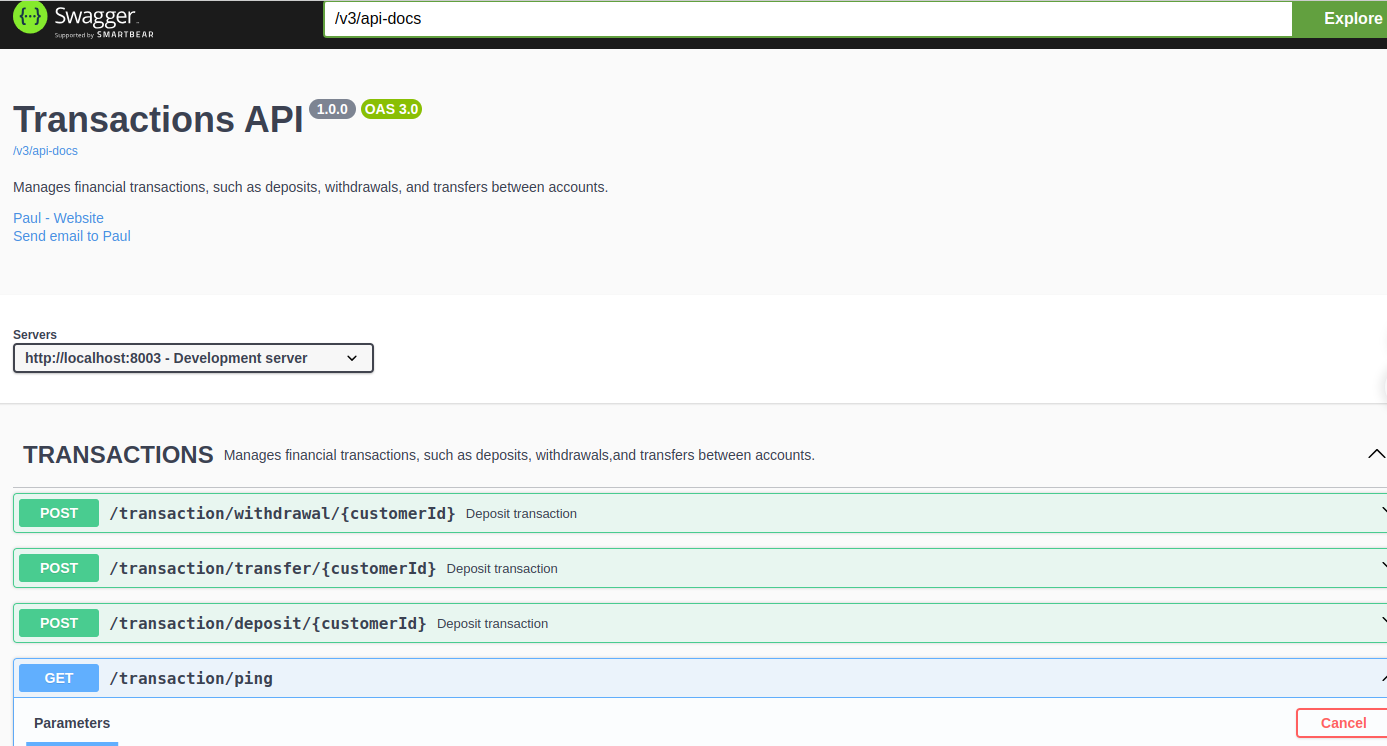 Swagger
Supported by SMARTBEAR
/v3/api-docs
Explore
Transactions API 1.0.0 OAS 3.0
/v3/api-docs
Manages financial transactions, such as deposits, withdrawals, and transfers between accounts.
Paul - Website
Send email to Paul
Servers
http://localhost:8003 - Development server
TRANSACTIONS Manages financial transactions, such as deposits, withdrawals,and transfers between accounts.
POST /transaction/withdrawal/{customerId} Deposit transaction
POST /transaction/transfer/{customerId} Deposit transaction
POST /transaction/deposit/{customerId} Deposit transaction
GET /transaction/ping
Parameters
Cancel